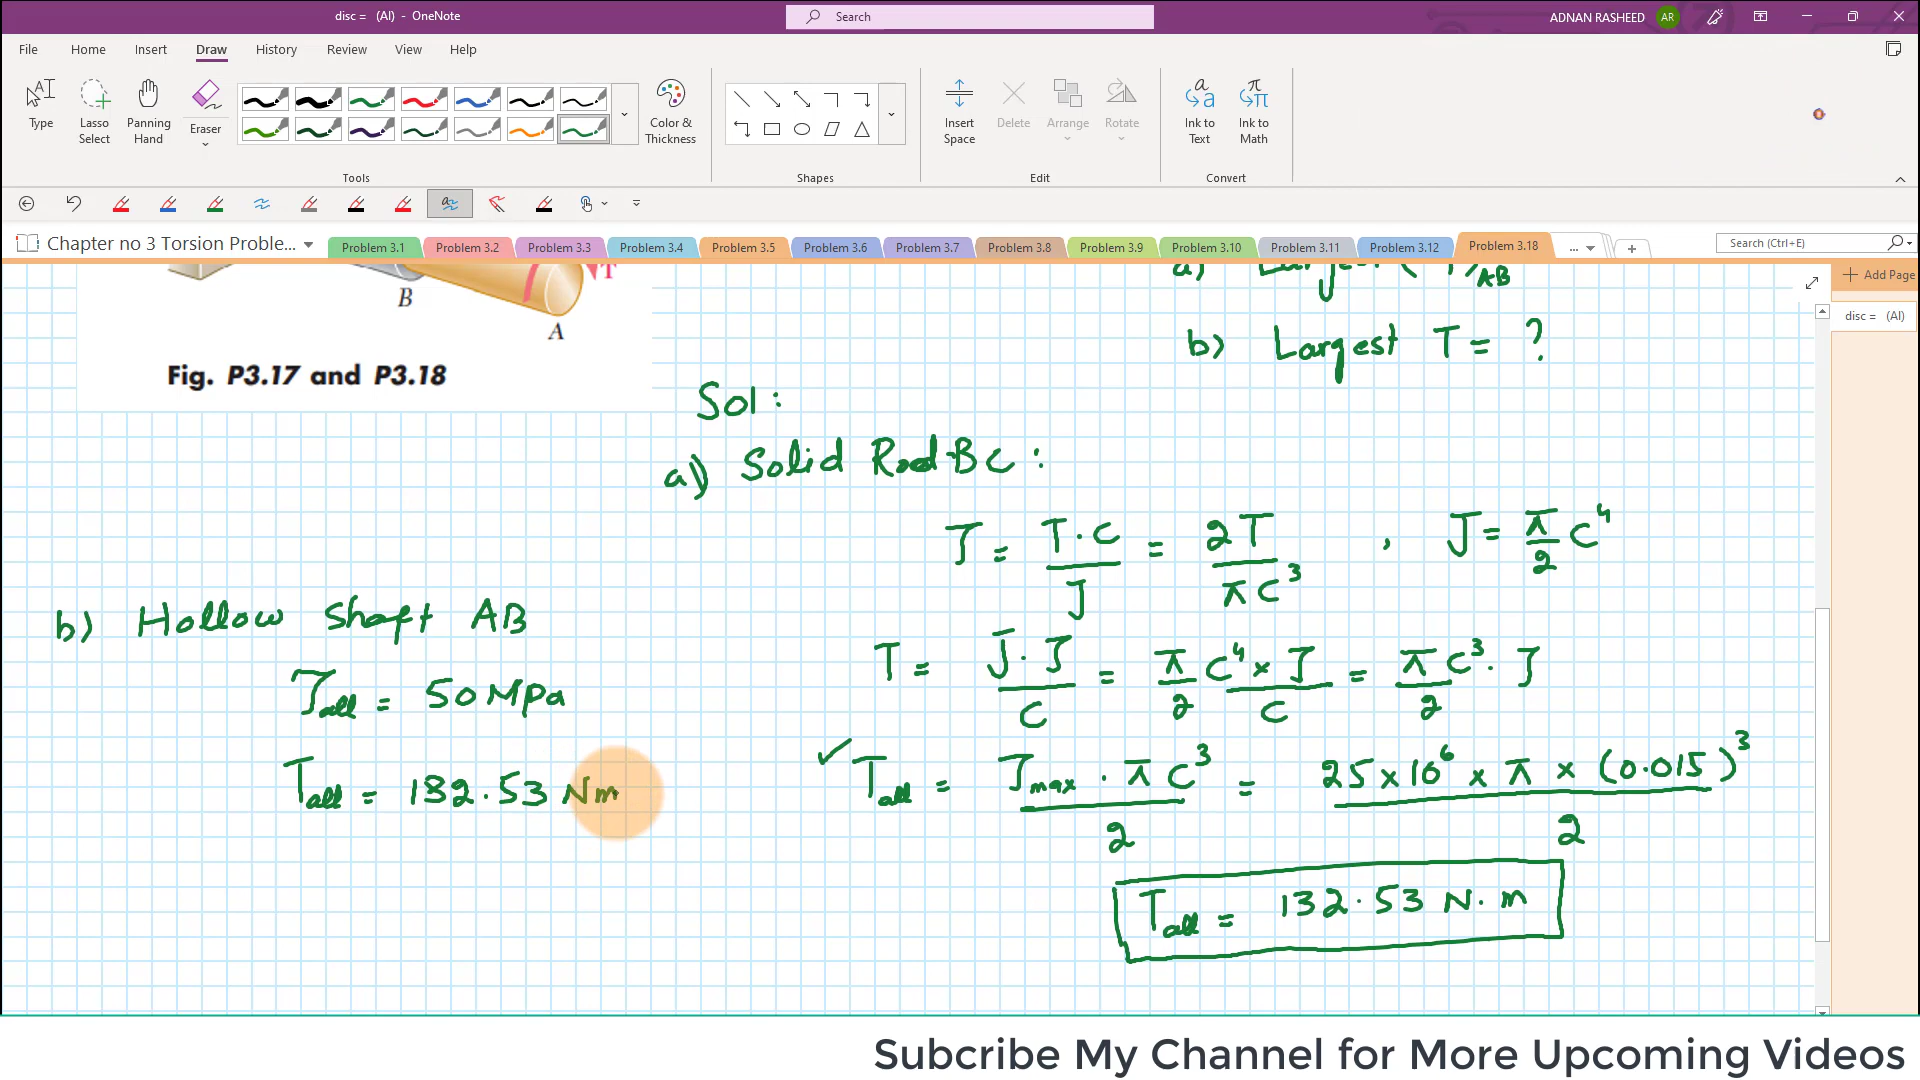 disc = (AI) - OneNote
Search
ADNAN RASHEED
AR
File Home Insert Draw History Review View Help
Type
Lasso Select
Panning Hand
Eraser
Color & Thickness
Insert Space
Delete
Arrange
Rotate
Ink to Text
Ink to Math
Tools
Shapes
Edit
Convert
Chapter no 3 Torsion Proble...
Problem 3.1 Problem 3.2 Problem 3.3 Problem 3.4 Problem 3.5 Problem 3.6 Problem 3.7 Problem 3.8 Problem 3.9 Problem 3.10 Problem 3.11 Problem 3.12 Problem 3.18 ...
Search (Ctrl+E)
Add Page
disc = (AI)
T
B
A
Fig. P3.17 and P3.18
a) Largest ( )AB
b) Largest T = ?
Sol :
a) Solid Rod BC :
τ = T · C / J = 2T / πC³ , J = π/2 C⁴
T = J · τ / C = π/2 C⁴ × τ / C = π/2 C³ · τ
✓ Tall = τmax · πC³ / 2 = 25 × 10⁶ × π × (0.015)³ / 2
Tall = 132.53 N·m
b) Hollow Shaft AB
τall = 50 MPa
Tall = 132.53 Nm
Subcribe My Channel for More Upcoming Videos